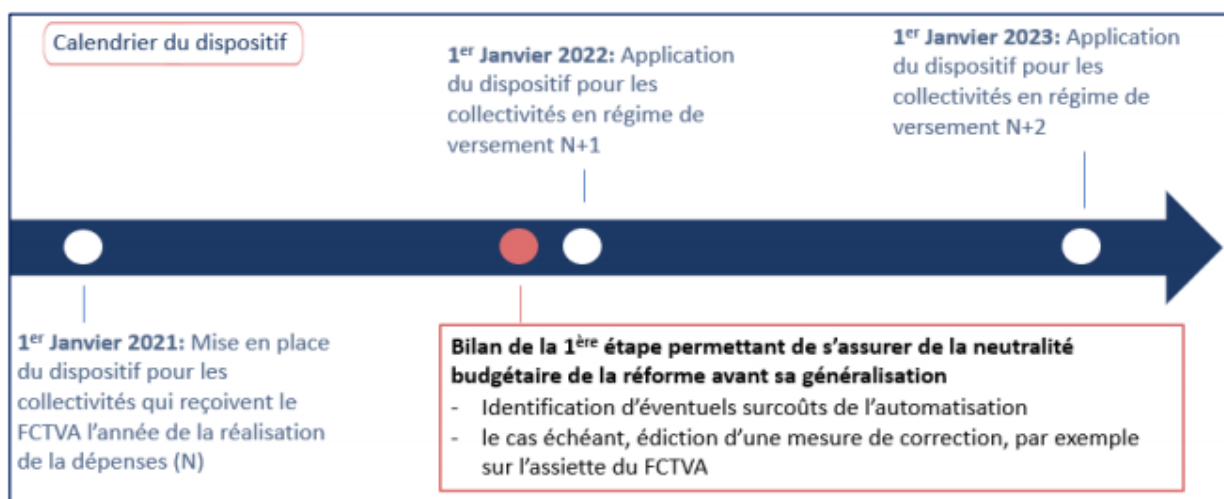 Calendrier du dispositif
1er Janvier 2022: Application
du dispositif pour les
collectivités en régime de
versement N+1
1er Janvier 2023: Application
du dispositif pour les
collectivités en régime de
versement N+2
1er Janvier 2021: Mise en place
du dispositif pour les
collectivités qui reçoivent le
FCTVA l'année de la réalisation
de la dépenses (N)
Bilan de la 1ère étape permettant de s'assurer de la neutralité
budgétaire de la réforme avant sa généralisation
- Identification d'éventuels surcoûts de l'automatisation
- le cas échéant, édiction d'une mesure de correction, par exemple
sur l'assiette du FCTVA